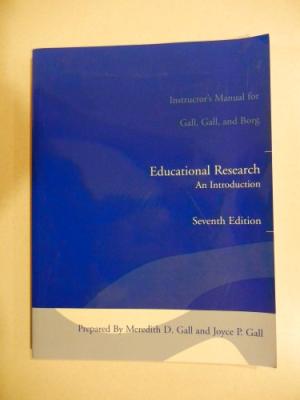 Instructor's Manual for
Gall, Gall, and Borg
Educational Research
An Introduction
Seventh Edition
Prepared By Meredith D. Gall and Joyce P. Gall